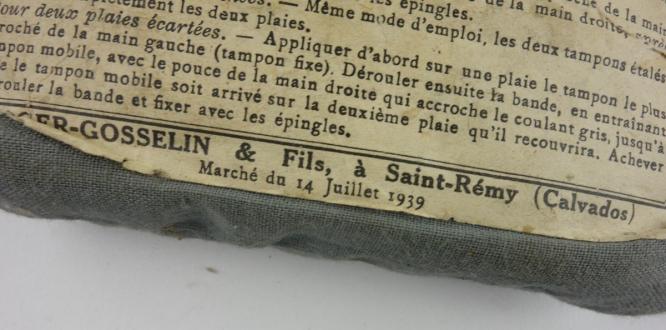 plètement les deux plaies. — Même mode d'emploi, les deux tampons étalés
our deux plaies écartées. — Appliquer d'abord sur une plaie le tampon le plus
roché de la main gauche (tampon fixe). Dérouler ensuite la bande, en entraînant
mpon mobile, avec le pouce de la main droite qui accroche le coulant gris, jusqu'à
e le tampon mobile soit arrivé sur la deuxième plaie qu'il recouvrira. Achever
rouler la bande et fixer avec les épingles.
GER-GOSSELIN & Fils, à Saint-Rémy (Calvados)
Marché du 14 Juillet 1939